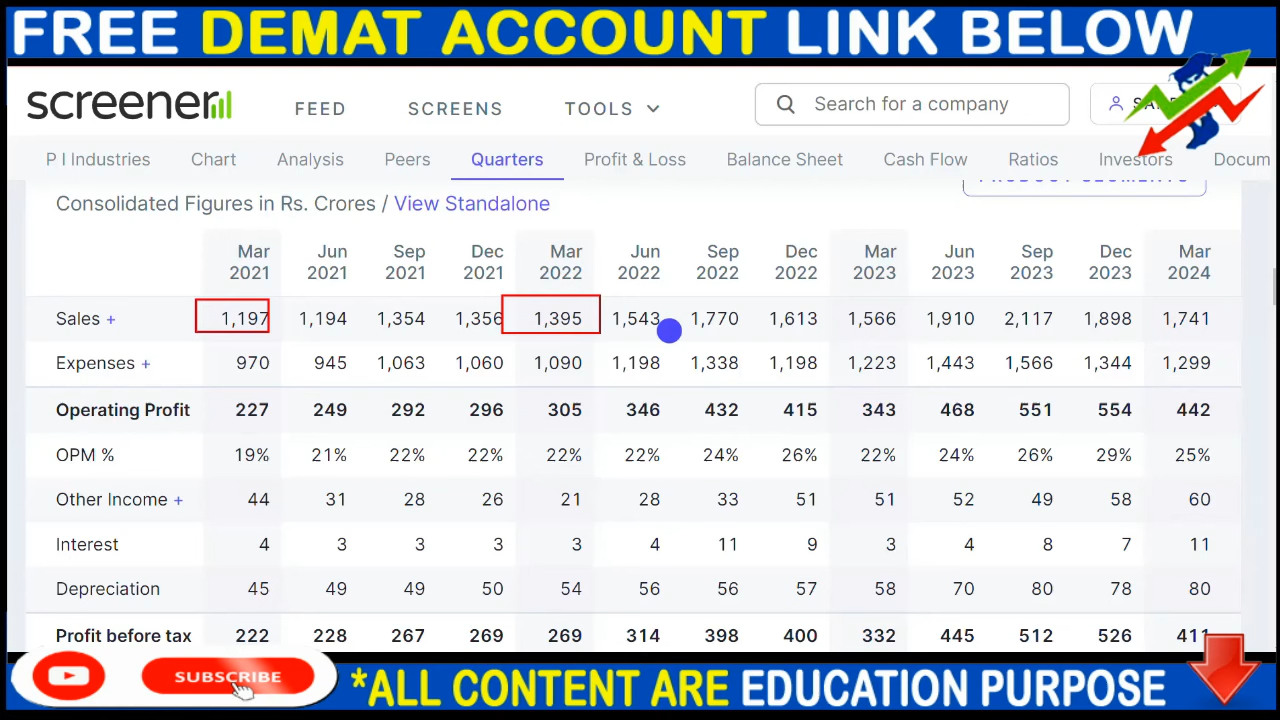 FREE DEMAT ACCOUNT LINK BELOW
screener FEED SCREENS TOOLS Search for a company
P I Industries Chart Analysis Peers Quarters Profit & Loss Balance Sheet Cash Flow Ratios Investors Docum
PRODUCT SEGMENTS
Consolidated Figures in Rs. Crores / View Standalone
Mar Jun Sep Dec Mar Jun Sep Dec Mar Jun Sep Dec Mar
2021 2021 2021 2021 2022 2022 2022 2022 2023 2023 2023 2023 2024
Sales + 1,197 1,194 1,354 1,356 1,395 1,543 1,770 1,613 1,566 1,910 2,117 1,898 1,741
Expenses + 970 945 1,063 1,060 1,090 1,198 1,338 1,198 1,223 1,443 1,566 1,344 1,299
Operating Profit 227 249 292 296 305 346 432 415 343 468 551 554 442
OPM % 19% 21% 22% 22% 22% 22% 24% 26% 22% 24% 26% 29% 25%
Other Income + 44 31 28 26 21 28 33 51 51 52 49 58 60
Interest 4 3 3 3 3 4 11 9 3 4 8 7 11
Depreciation 45 49 49 50 54 56 56 57 58 70 80 78 80
Profit before tax 222 228 267 269 269 314 398 400 332 445 512 526 411
SUBSCRIBE
*ALL CONTENT ARE EDUCATION PURPOSE